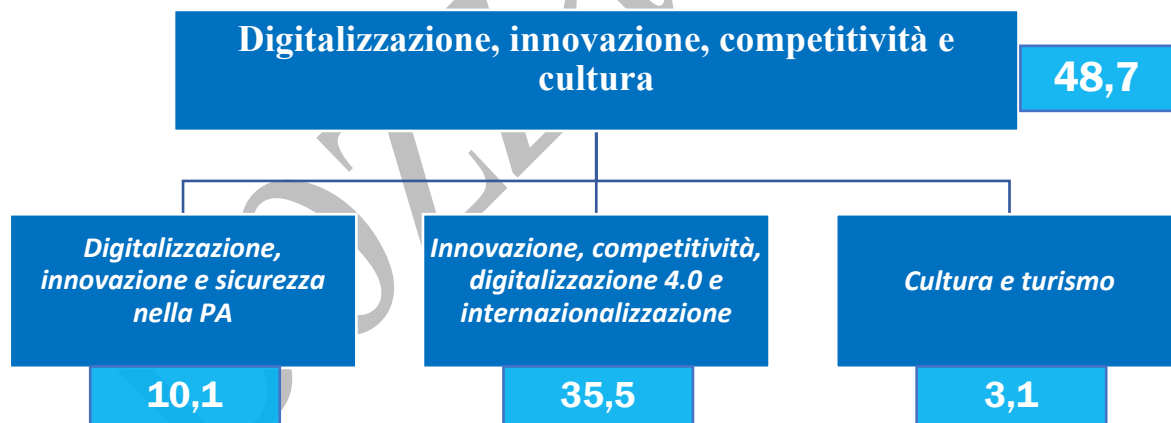 Digitalizzazione, innovazione, competitività e
cultura
48,7
Digitalizzazione,
innovazione e sicurezza
nella PA
10,1
Innovazione, competitività,
digitalizzazione 4.0 e
internazionalizzazione
35,5
Cultura e turismo
3,1